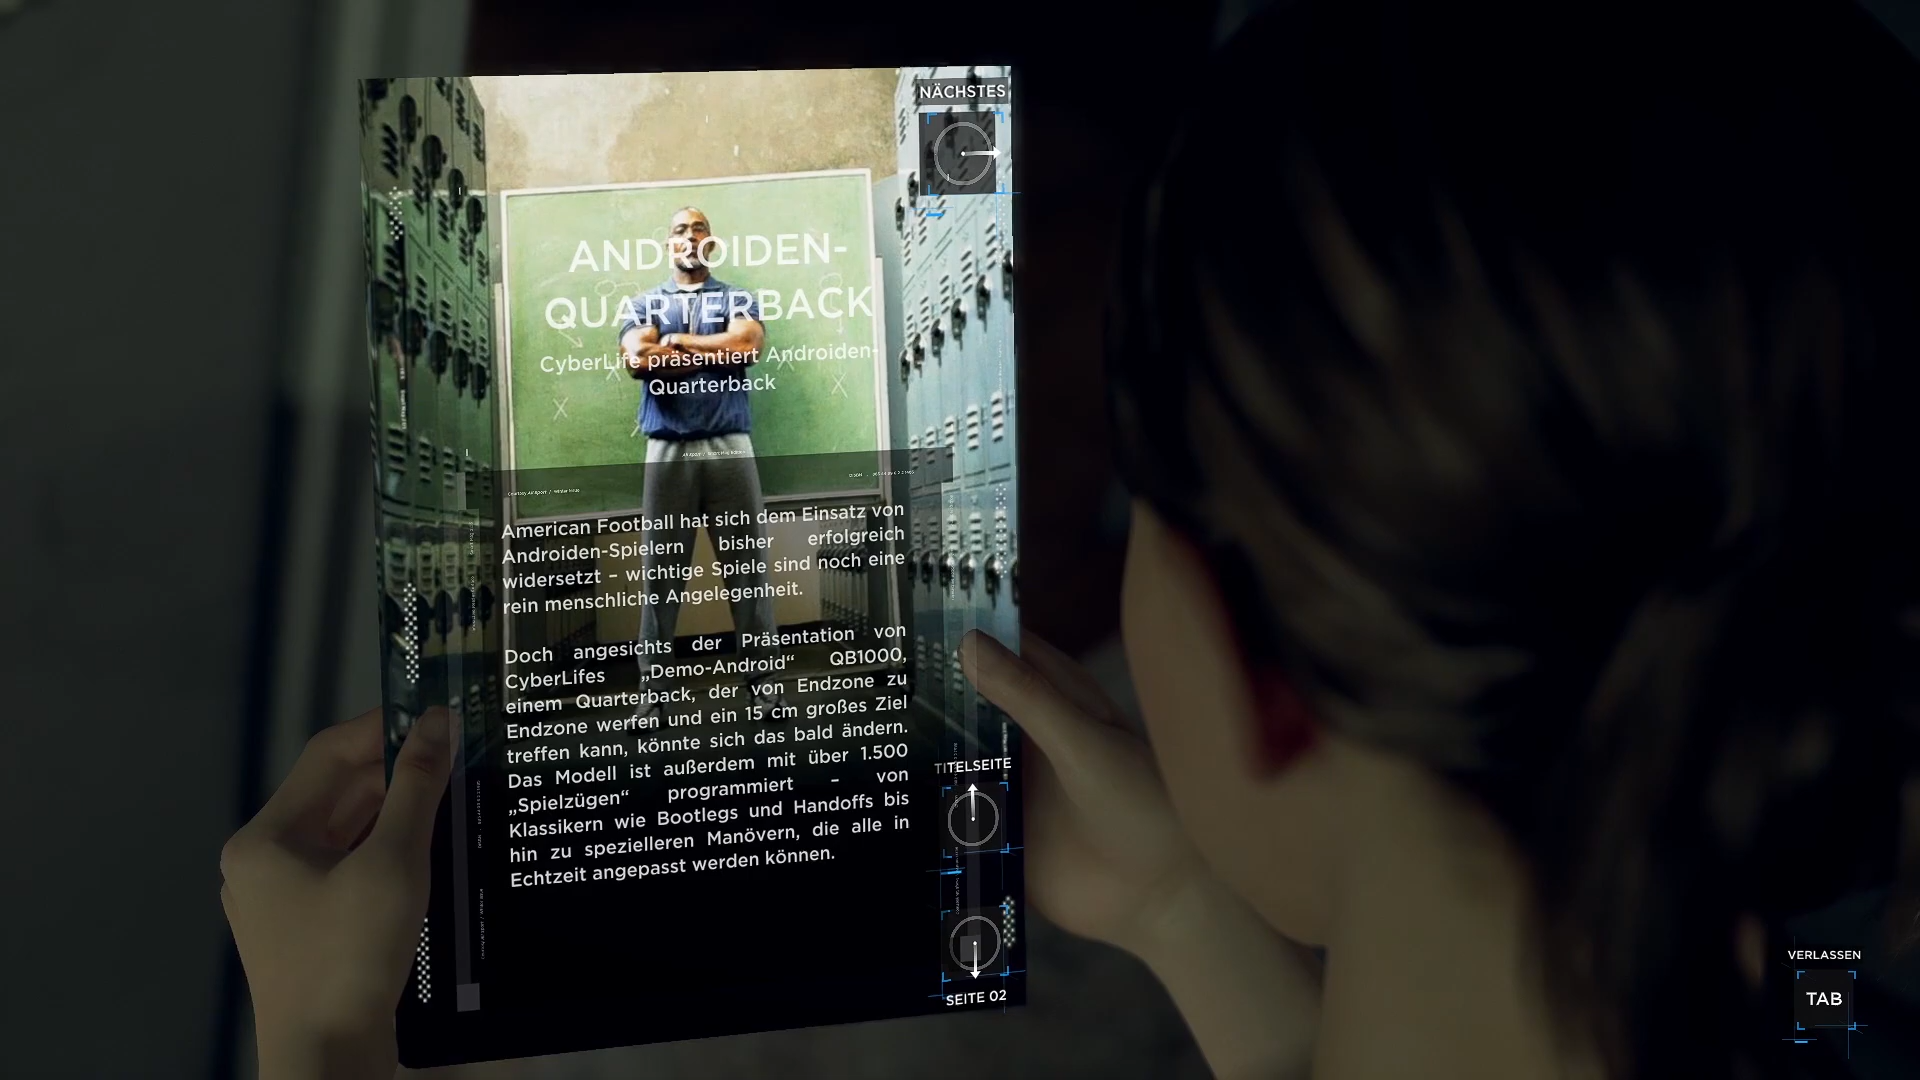 NÄCHSTES
ANDROIDEN-
QUARTERBACK
CyberLife präsentiert Androiden-
Quarterback
American Football hat sich dem Einsatz von
Androiden-Spielern bisher erfolgreich
widersetzt – wichtige Spiele sind noch eine
rein menschliche Angelegenheit.
Doch angesichts der Präsentation von
CyberLifes „Demo-Android“ QB1000,
einem Quarterback, der von Endzone zu
Endzone werfen und ein 15 cm großes Ziel
treffen kann, könnte sich das bald ändern.
Das Modell ist außerdem mit über 1.500
„Spielzügen“ programmiert – von
Klassikern wie Bootlegs und Handoffs bis
hin zu spezielleren Manövern, die alle in
Echtzeit angepasst werden können.
TITELSEITE
SEITE 02
VERLASSEN
TAB